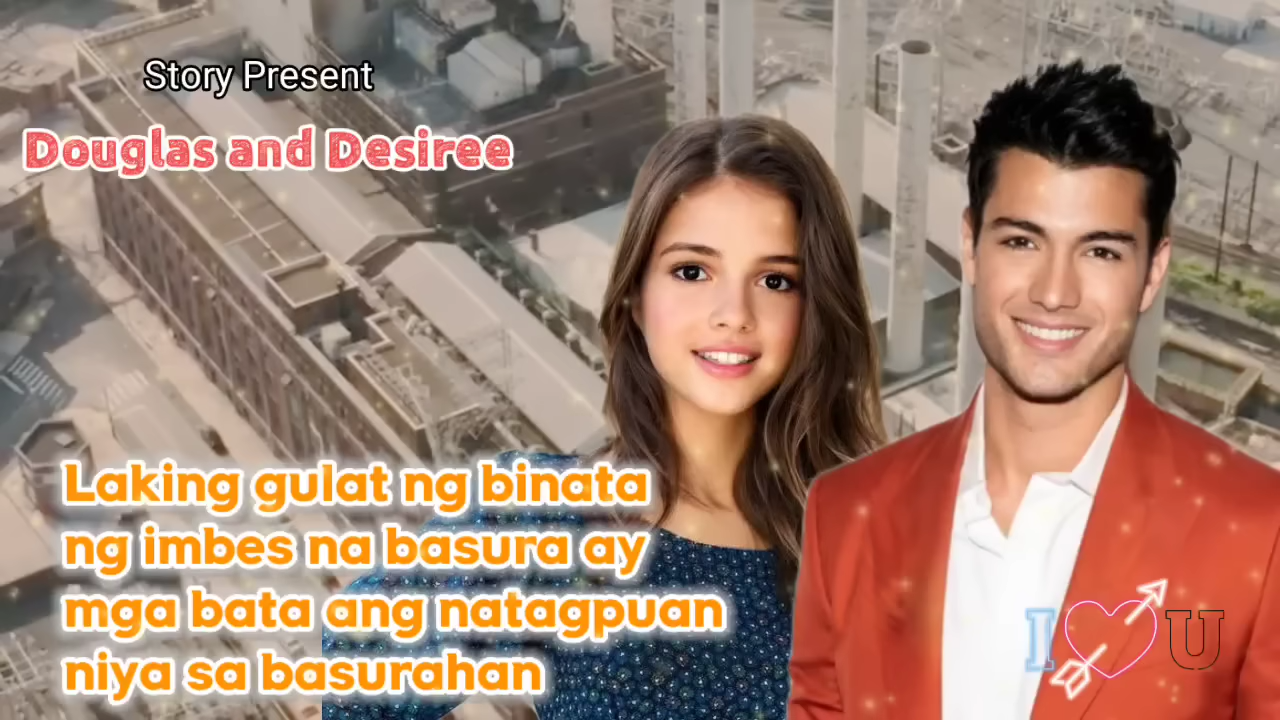 Story Present
Douglas and Desiree
Laking gulat ng binata
ng imbes na basura ay
mga bata ang natagpuan
niya sa basurahan
I U